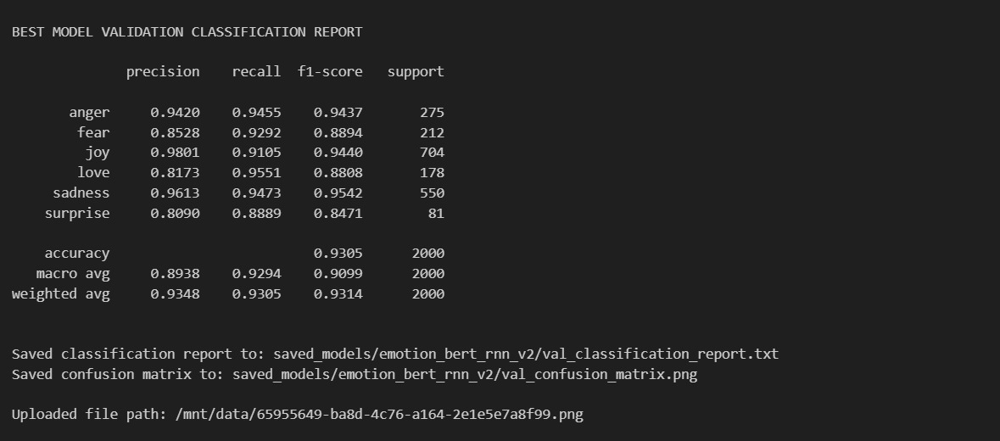 BEST MODEL VALIDATION CLASSIFICATION REPORT
precision recall f1-score support
anger 0.9420 0.9455 0.9437 275
fear 0.8528 0.9292 0.8894 212
joy 0.9801 0.9105 0.9440 704
love 0.8173 0.9551 0.8808 178
sadness 0.9613 0.9473 0.9542 550
surprise 0.8090 0.8889 0.8471 81
accuracy 0.9305 2000
macro avg 0.8938 0.9294 0.9099 2000
weighted avg 0.9348 0.9305 0.9314 2000
Saved classification report to: saved_models/emotion_bert_rnn_v2/val_classification_report.txt
Saved confusion matrix to: saved_models/emotion_bert_rnn_v2/val_confusion_matrix.png
Uploaded file path: /mnt/data/65955649-ba8d-4c76-a164-2e1e5e7a8f99.png